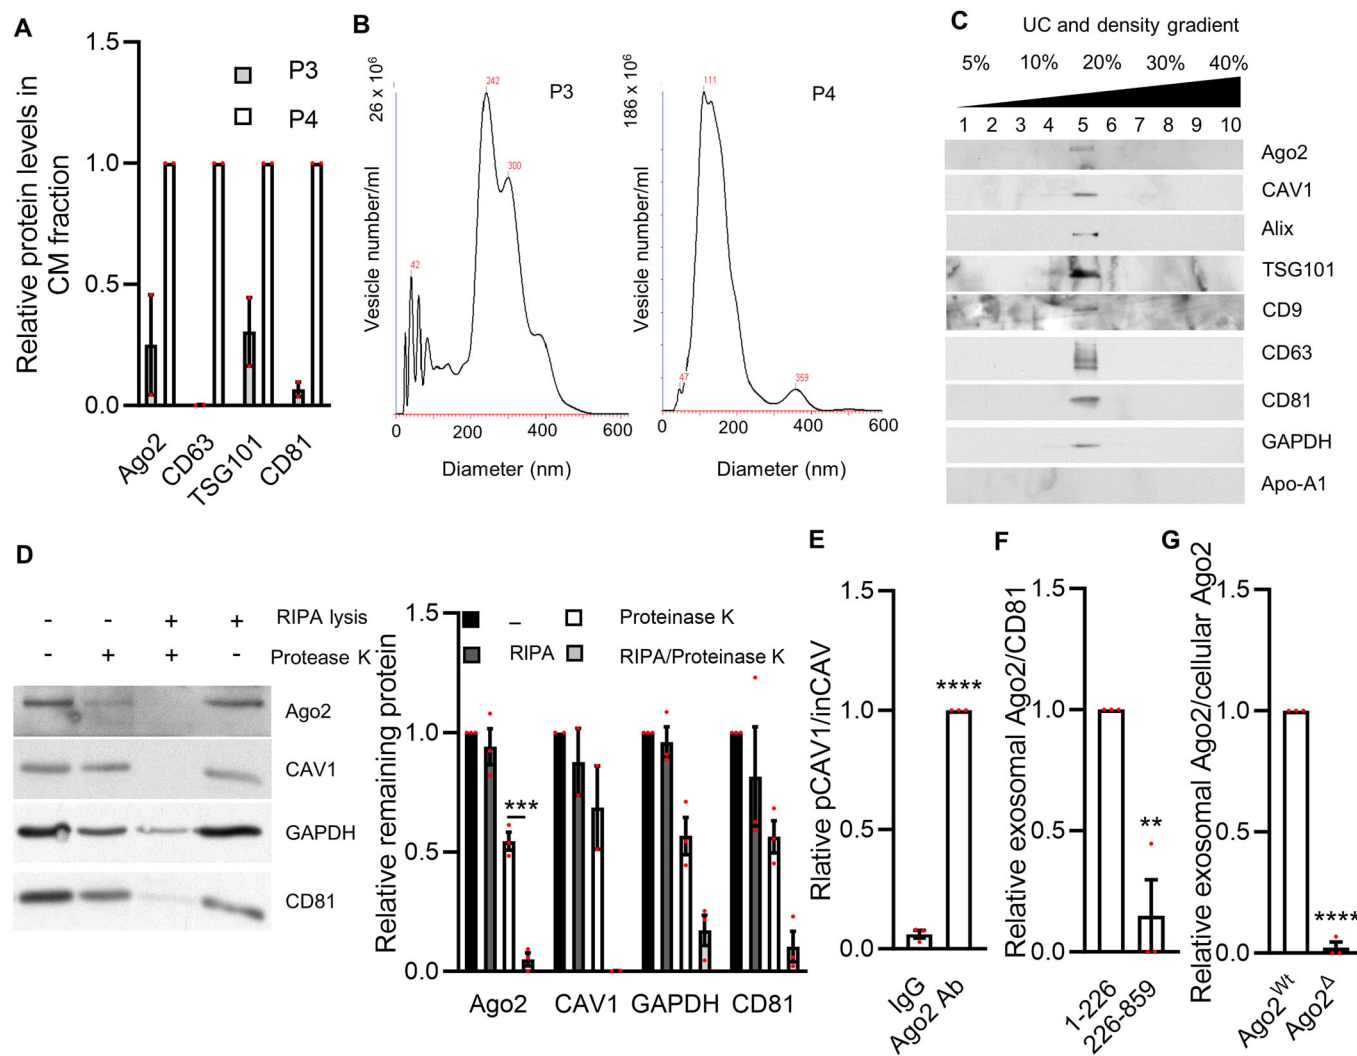 A
Relative protein levels in
CM fraction
1.5
1.0
0.5
0.0
P3
P4
Ago2
CD63
TSG101
CD81
B
26 x 10⁶
Vesicle number/ml
242
300
42
P3
0
200
400
600
Diameter (nm)
186 x 10⁶
Vesicle number/ml
111
47
359
P4
0
200
400
600
Diameter (nm)
C
UC and density gradient
5% 10% 20% 30% 40%
1 2 3 4 5 6 7 8 9 10
Ago2
CAV1
Alix
TSG101
CD9
CD63
CD81
GAPDH
Apo-A1
D
- - + + RIPA lysis
- + + - Protease K
Ago2
CAV1
GAPDH
CD81
Relative remaining protein
1.5
1.0
0.5
0.0
– Proteinase K
RIPA RIPA/Proteinase K
***
Ago2 CAV1 GAPDH CD81
E
Rlative pCAV1/inCAV
1.5
1.0
0.5
0.0
****
IgG
Ago2 Ab
F
Relative exosomal Ago2/CD81
1.5
1.0
0.5
0.0
**
1-226
226-859
G
Relative exosomal Ago2/cellular Ago2
1.5
1.0
0.5
0.0
****
Ago2ᵂᵗ
Ago2^Δ